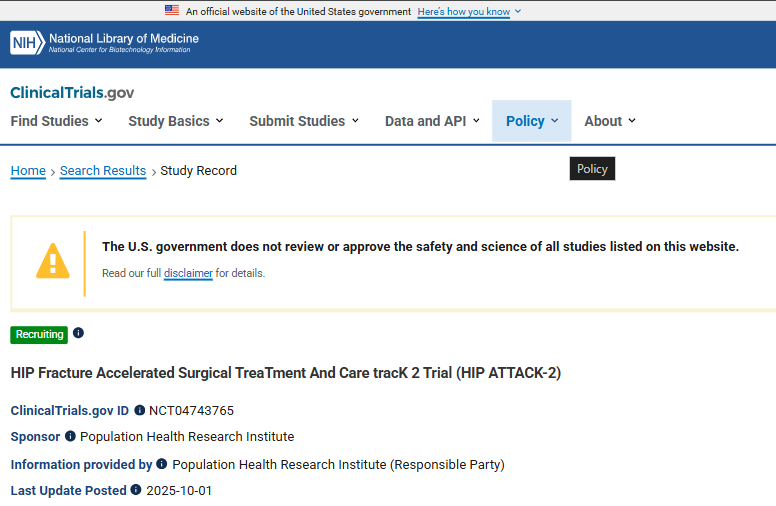 An official website of the United States government Here's how you know
NIH National Library of Medicine
National Center for Biotechnology Information
ClinicalTrials.gov
Find Studies Study Basics Submit Studies Data and API Policy About
Home > Search Results > Study Record
Policy
The U.S. government does not review or approve the safety and science of all studies listed on this website.
Read our full disclaimer for details.
Recruiting
HIP Fracture Accelerated Surgical TreaTment And Care tracK 2 Trial (HIP ATTACK-2)
ClinicalTrials.gov ID NCT04743765
Sponsor Population Health Research Institute
Information provided by Population Health Research Institute (Responsible Party)
Last Update Posted 2025-10-01